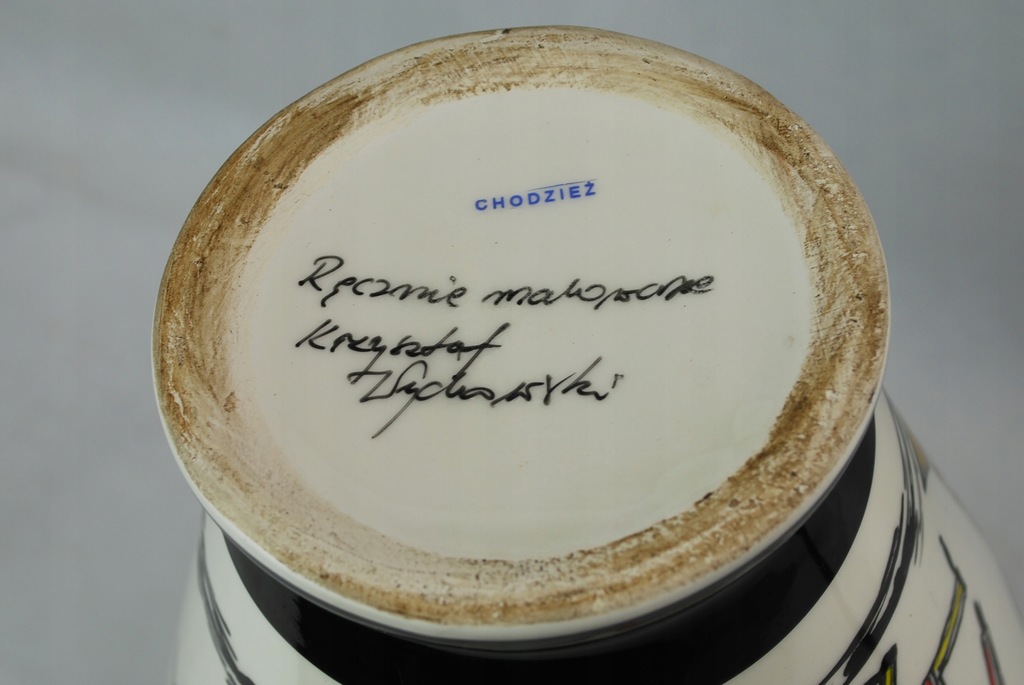 CHODZIEŻ
Ręcznie malowane
Krzysztof